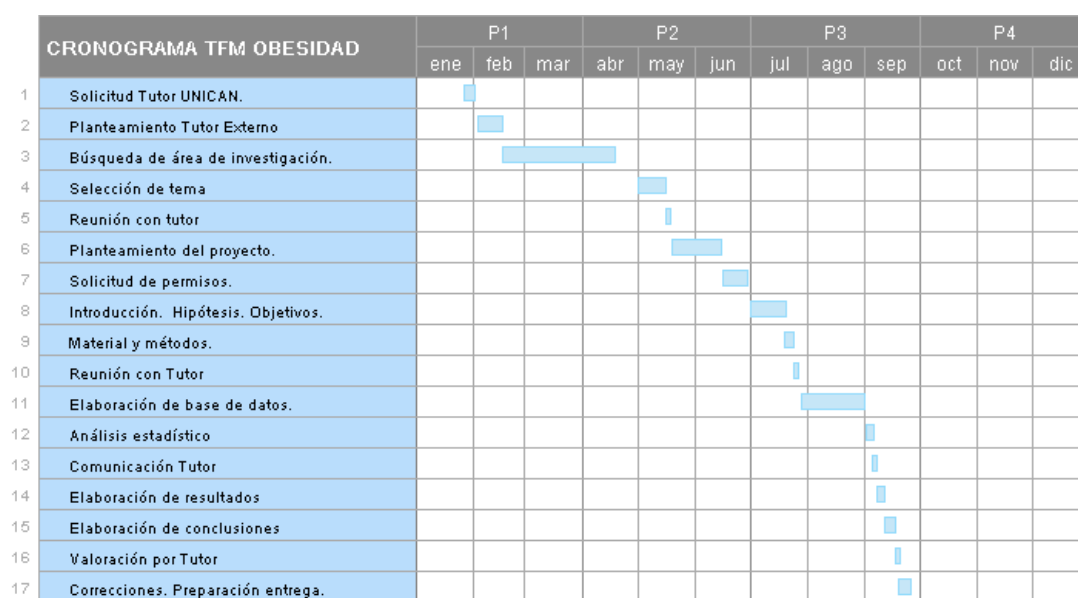 CRONOGRAMA TFM OBESIDAD
P1 P2 P3 P4
ene feb mar abr may jun jul ago sep oct nov dic
1 Solicitud Tutor UNICAN.
2 Planteamiento Tutor Externo
3 Búsqueda de área de investigación.
4 Selección de tema
5 Reunión con tutor
6 Planteamiento del proyecto.
7 Solicitud de permisos.
8 Introducción. Hipótesis. Objetivos.
9 Material y métodos.
10 Reunión con Tutor
11 Elaboración de base de datos.
12 Análisis estadístico
13 Comunicación Tutor
14 Elaboración de resultados
15 Elaboración de conclusiones
16 Valoración por Tutor
17 Correcciones. Preparación entrega.